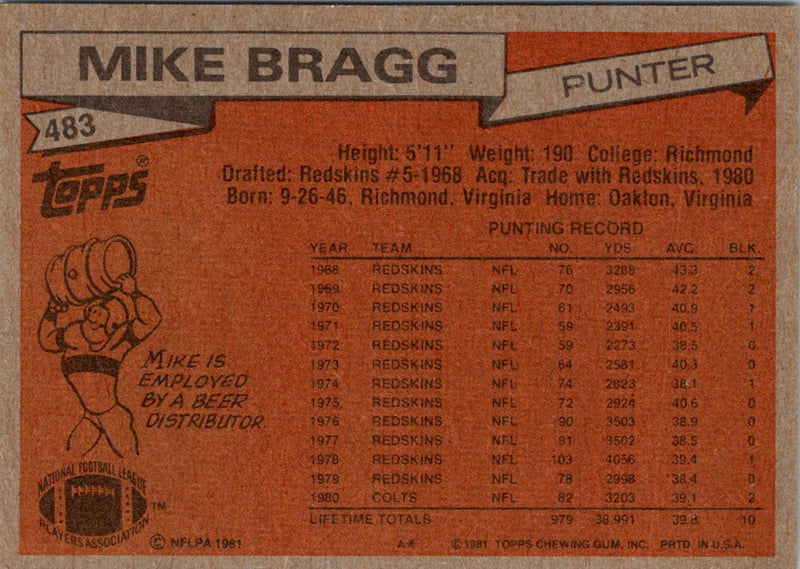 MIKE BRAGG
PUNTER
483
Topps®
Height: 5'11" Weight: 190 College: Richmond
Drafted: Redskins #5-1968 Acq: Trade with Redskins, 1980
Born: 9-26-46, Richmond, Virginia Home: Oakton, Virginia
PUNTING RECORD
YEAR TEAM NO. YDS. AVG. BLK.
1968 REDSKINS NFL 76 3288 43.3 2
1969 REDSKINS NFL 70 2956 42.2 2
1970 REDSKINS NFL 61 2493 40.9 1
1971 REDSKINS NFL 59 2391 40.5 1
1972 REDSKINS NFL 59 2273 38.5 0
1973 REDSKINS NFL 64 2581 40.3 0
1974 REDSKINS NFL 74 2823 38.1 1
1975 REDSKINS NFL 72 2924 40.6 0
1976 REDSKINS NFL 90 3503 38.9 0
1977 REDSKINS NFL 91 3502 38.5 0
1978 REDSKINS NFL 103 4056 39.4 1
1979 REDSKINS NFL 78 2998 38.4 0
1980 COLTS NFL 82 3203 39.1 2
LIFETIME TOTALS 979 38,991 39.8 10
MIKE IS
EMPLOYED
BY A BEER
DISTRIBUTOR.
NATIONAL FOOTBALL LEAGUE
PLAYERS ASSOCIATION
TM
© NFLPA 1981
© 1981 TOPPS CHEWING GUM, INC. PRTD. IN U.S.A.